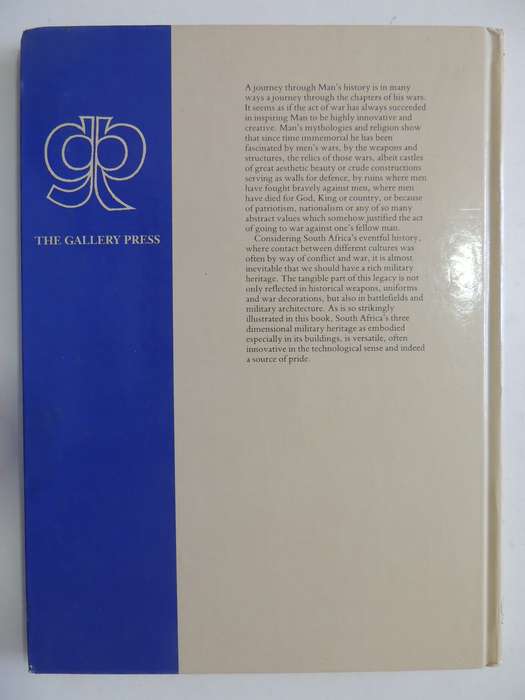 gp
THE GALLERY PRESS
A journey through Man's history is in many
ways a journey through the chapters of his wars.
It seems as if the act of war has always succeeded
in inspiring Man to be highly innovative and
creative. Man's mythologies and religion show
that since time immemorial he has been
fascinated by men's wars, by the weapons and
structures, the relics of those wars, albeit castles
of great aesthetic beauty or crude constructions
serving as walls for defence, by ruins where men
have fought bravely against men, where men
have died for God, King or country, or because
of patriotism, nationalism or any of so many
abstract values which somehow justified the act
of going to war against one's fellow man.
Considering South Africa's eventful history,
where contact between different cultures was
often by way of conflict and war, it is almost
inevitable that we should have a rich military
heritage. The tangible part of this legacy is not
only reflected in historical weapons, uniforms
and war decorations, but also in battlefields and
military architecture. As is so strikingly
illustrated in this book, South Africa's three
dimensional military heritage as embodied
especially in its buildings, is versatile, often
innovative in the technological sense and indeed
a source of pride.